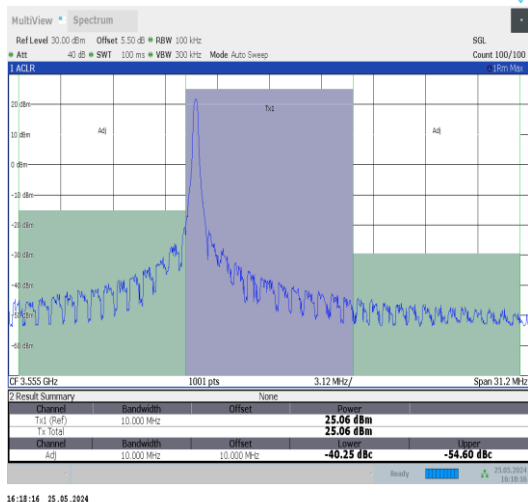 MultiView Spectrum
Ref Level 30.00 dBm Offset 5.50 dB RBW 100 kHz SGL
Att 40 dB SWT 100 ms VBW 300 kHz Mode Auto Sweep Count 100/100
1 ACLR 1Rm Max
20 dBm
Tx1
10 dBm
Adj Adj
0 dBm
-10 dBm
-20 dBm
-30 dBm
-40 dBm
-50 dBm
-60 dBm
CF 3.555 GHz 1001 pts 3.12 MHz/ Span 31.2 MHz
2 Result Summary None
Channel Bandwidth Offset Power
Tx1 (Ref) 10.000 MHz 25.06 dBm
Tx Total 25.06 dBm
Channel Bandwidth Offset Lower Upper
Adj 10.000 MHz 10.000 MHz -40.25 dBc -54.60 dBc
Ready 25.05.2024
16:18:16
16:18:16 25.05.2024